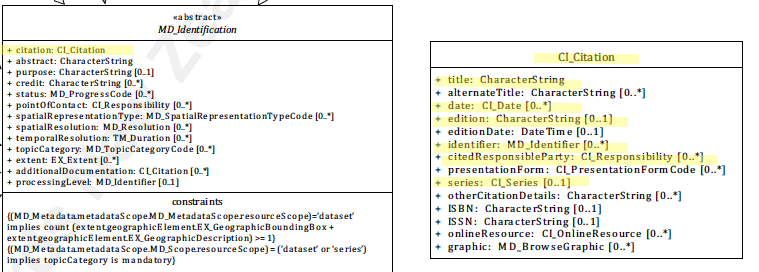 «abstract»
MD_Identification
+ citation: CI_Citation
+ abstract: CharacterString
+ purpose: CharacterString [0..1]
+ credit: CharacterString [0..*]
+ status: MD_ProgressCode [0..*]
+ pointOfContact: CI_Responsibility [0..*]
+ spatialRepresentationType: MD_SpatialRepresentationTypeCode [0..*]
+ spatialResolution: MD_Resolution [0..*]
+ temporalResolution: TM_Duration [0..*]
+ topicCategory: MD_TopicCategoryCode [0..*]
+ extent: EX_Extent [0..*]
+ additionalDocumentation: CI_Citation [0..*]
+ processingLevel: MD_Identifier [0..1]
constraints
{(MD_Metadata.metadataScope.MD_MetadataScope.resourceScope)='dataset'
implies count (extent.geographicElement.EX_GeographicBoundingBox +
extent.geographicElement.EX_GeographicDescription) >= 1}
{(MD_Metadata.metadataScope.MD_Scope.resourceScope) = ('dataset' or 'series')
implies topicCategory is mandatory}
CI_Citation
+ title: CharacterString
+ alternateTitle: CharacterString [0..*]
+ date: CI_Date [0..*]
+ edition: CharacterString [0..1]
+ editionDate: DateTime [0..1]
+ identifier: MD_Identifier [0..*]
+ citedResponsibleParty: CI_Responsibility [0..*]
+ presentationForm: CI_PresentationFormCode [0..*]
+ series: CI_Series [0..1]
+ otherCitationDetails: CharacterString [0..*]
+ ISBN: CharacterString [0..1]
+ ISSN: CharacterString [0..1]
+ onlineResource: CI_OnlineResource [0..*]
+ graphic: MD_BrowseGraphic [0..*]